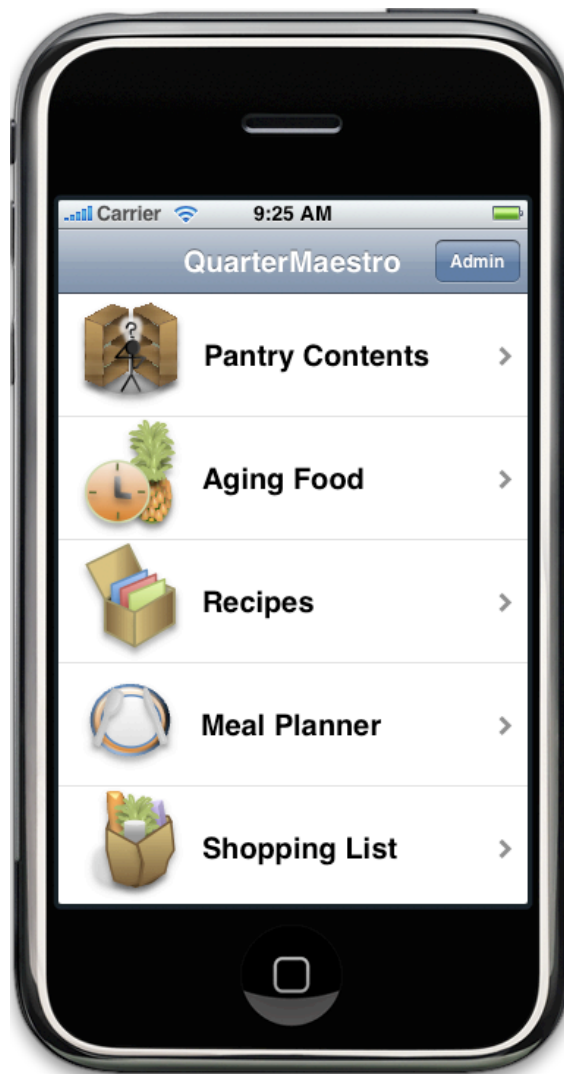 Carrier 9:25 AM
QuarterMaestro Admin
?
Pantry Contents
Aging Food
Recipes
Meal Planner
Shopping List